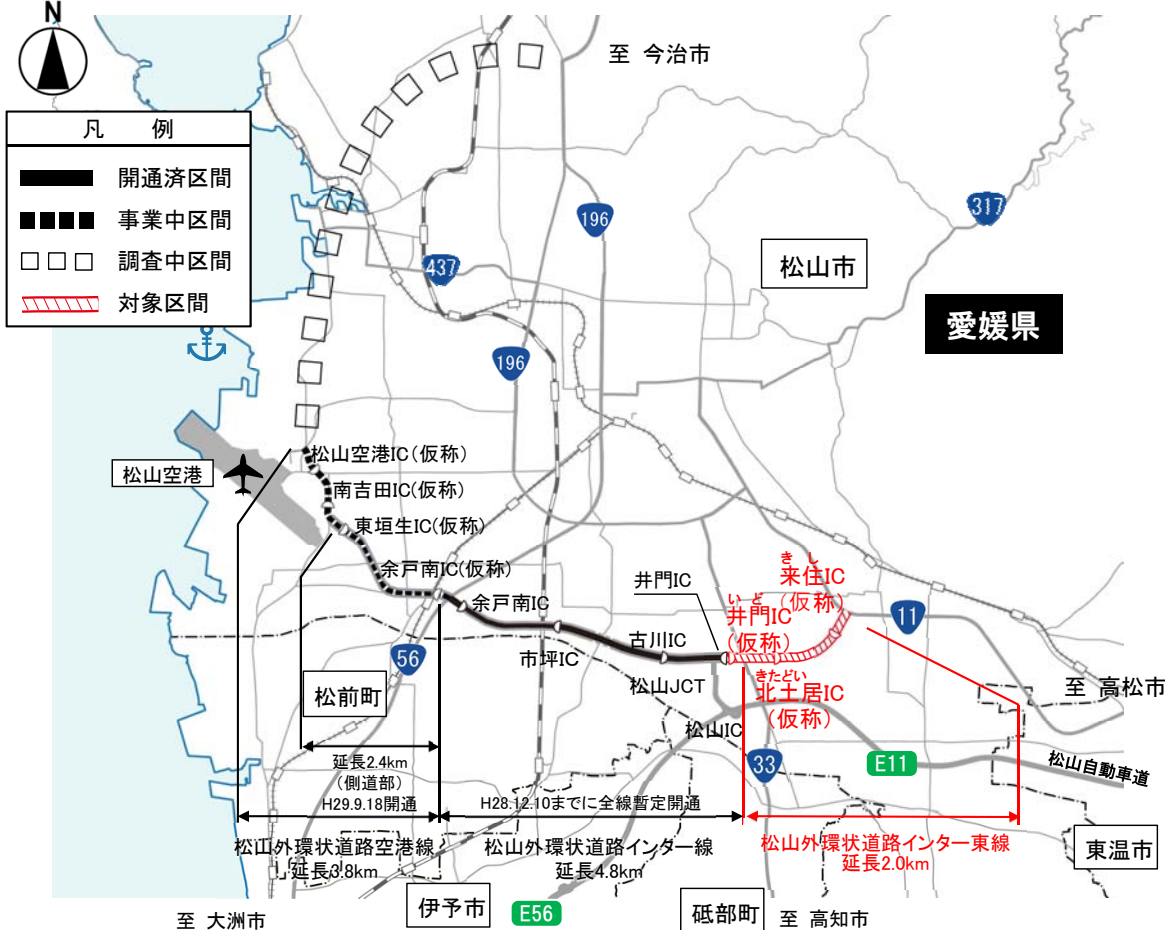 N
至 今治市
凡 例
開通済区間
事業中区間
調査中区間
対象区間
317
196
437
松山市
愛媛県
196
松山空港
松山空港IC(仮称)
南吉田IC(仮称)
東垣生IC(仮称)
余戸南IC(仮称)
余戸南IC
市坪IC
古川IC
井門IC
いど
井門IC
(仮称)
きし
来住IC
(仮称)
11
56
松前町
松山JCT
松山IC
きたどい
北土居IC
(仮称)
至 高松市
33
E11
松山自動車道
延長2.4km
(側道部)
H29.9.18開通
H28.12.10までに全線暫定開通
松山外環状道路空港線
延長3.8km
松山外環状道路インター線
延長4.8km
松山外環状道路インター東線
延長2.0km
東温市
伊予市
E56
砥部町
至 大洲市
至 高知市